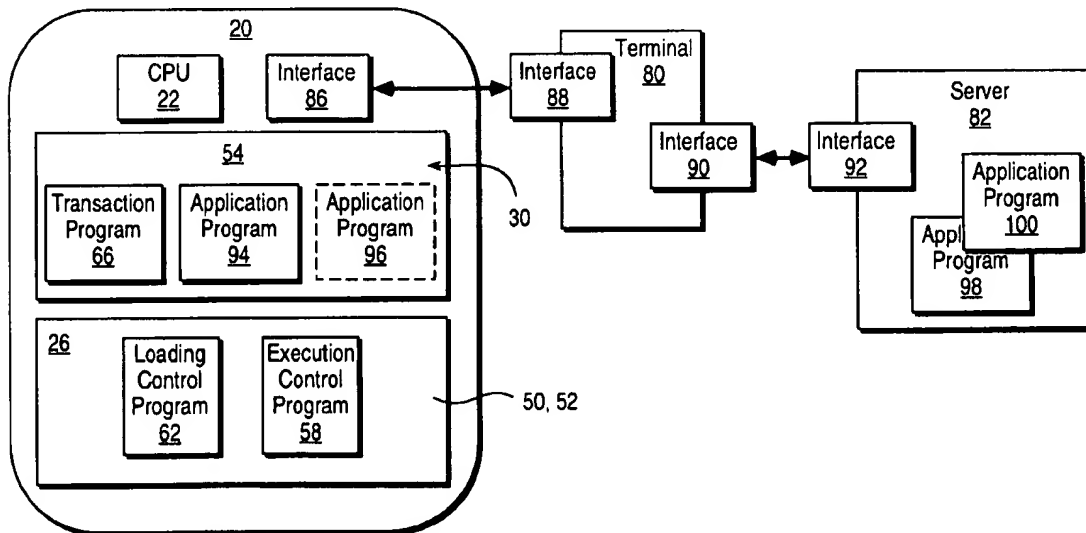 20
CPU
22
Interface
86
Interface
88
Terminal
80
Interface
90
Interface
92
Server
82
Application
Program
100
Program
98
54
30
Transaction
Program
66
Application
Program
94
Application
Program
96
26
Loading
Control
Program
62
Execution
Control
Program
58
50, 52